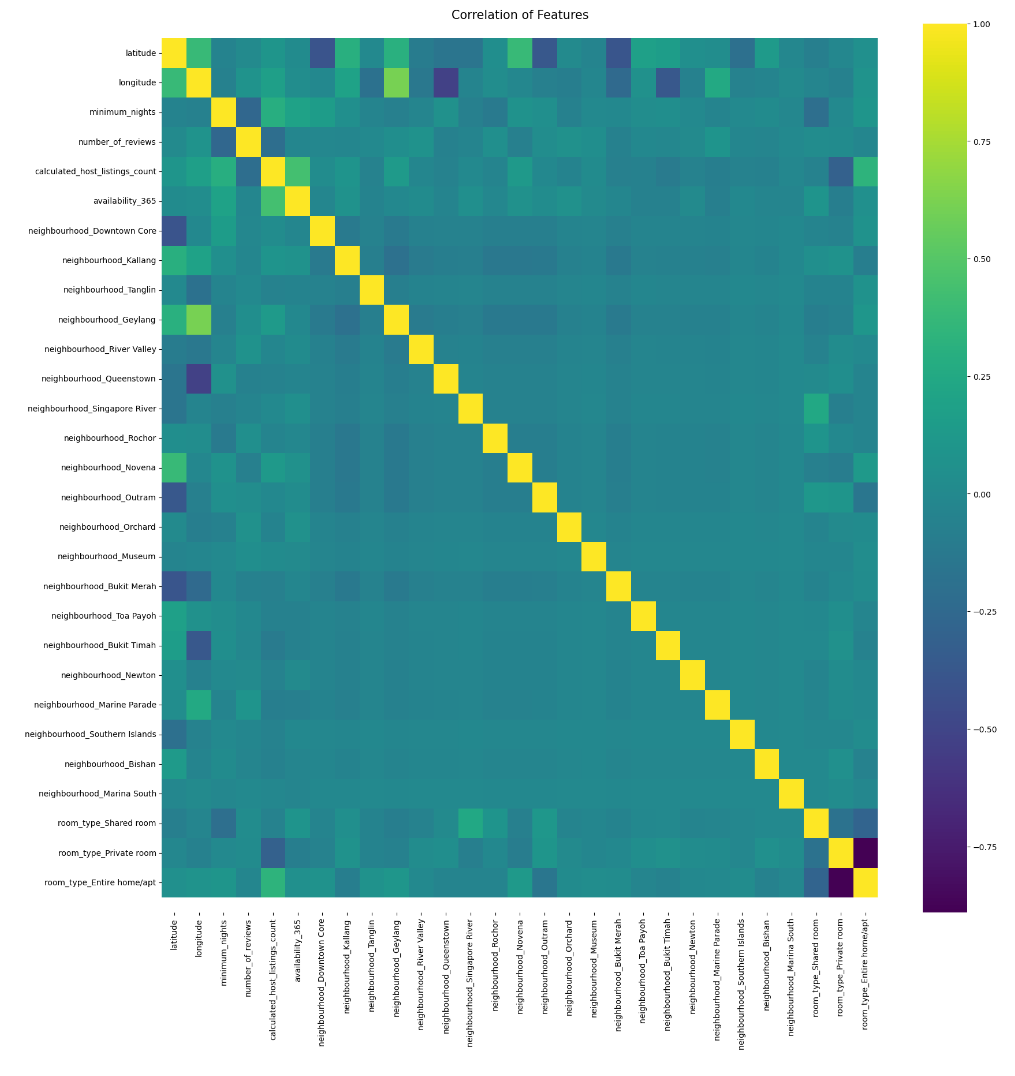 Correlation of Features
latitude
longitude
minimum_nights
number_of_reviews
calculated_host_listings_count
availability_365
neighbourhood_Downtown Core
neighbourhood_Kallang
neighbourhood_Tanglin
neighbourhood_Geylang
neighbourhood_River Valley
neighbourhood_Queenstown
neighbourhood_Singapore River
neighbourhood_Rochor
neighbourhood_Novena
neighbourhood_Outram
neighbourhood_Orchard
neighbourhood_Museum
neighbourhood_Bukit Merah
neighbourhood_Toa Payoh
neighbourhood_Bukit Timah
neighbourhood_Newton
neighbourhood_Marine Parade
neighbourhood_Southern Islands
neighbourhood_Bishan
neighbourhood_Marina South
room_type_Shared room
room_type_Private room
room_type_Entire home/apt
latitude
longitude
minimum_nights
number_of_reviews
calculated_host_listings_count
availability_365
neighbourhood_Downtown Core
neighbourhood_Kallang
neighbourhood_Tanglin
neighbourhood_Geylang
neighbourhood_River Valley
neighbourhood_Queenstown
neighbourhood_Singapore River
neighbourhood_Rochor
neighbourhood_Novena
neighbourhood_Outram
neighbourhood_Orchard
neighbourhood_Museum
neighbourhood_Bukit Merah
neighbourhood_Toa Payoh
neighbourhood_Bukit Timah
neighbourhood_Newton
neighbourhood_Marine Parade
neighbourhood_Southern Islands
neighbourhood_Bishan
neighbourhood_Marina South
room_type_Shared room
room_type_Private room
room_type_Entire home/apt
1.00
0.75
0.50
0.25
0.00
−0.25
−0.50
−0.75